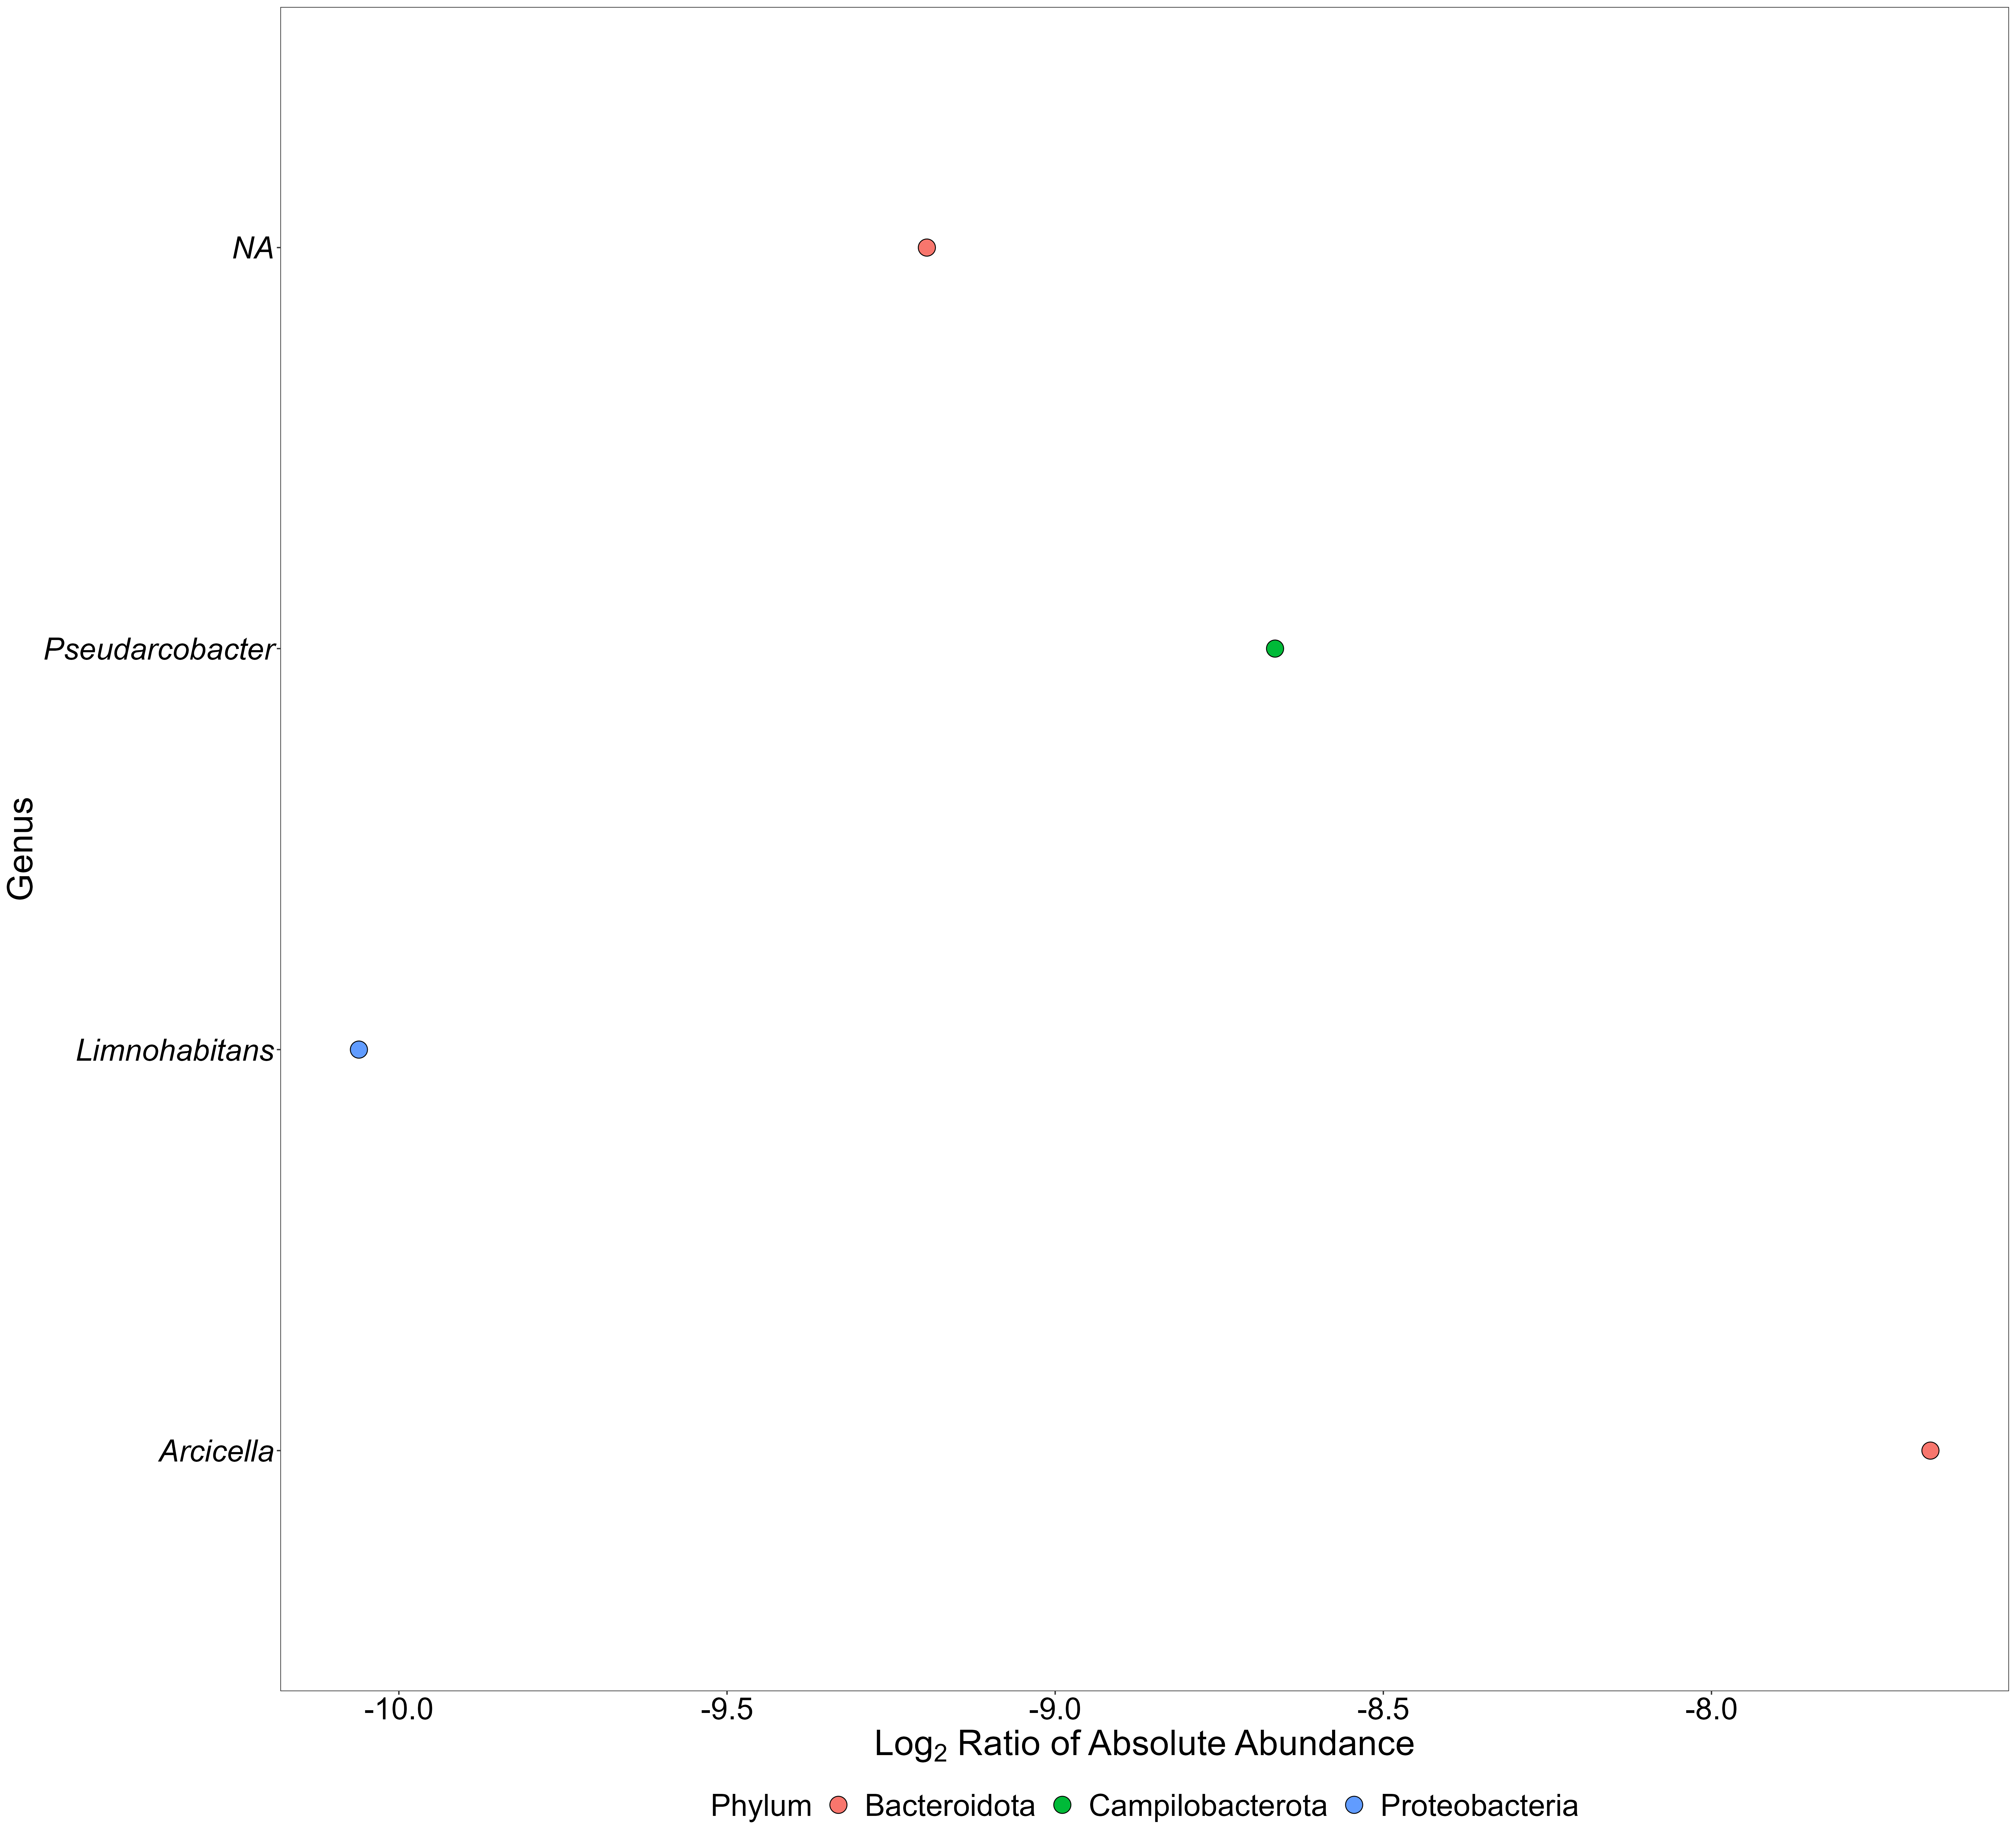 NA
Pseudarcobacter
Genus
Limnohabitans
Arcicella
-10.0 -9.5 -9.0 -8.5 -8.0
Log₂ Ratio of Absolute Abundance
Phylum Bacteroidota Campilobacterota Proteobacteria